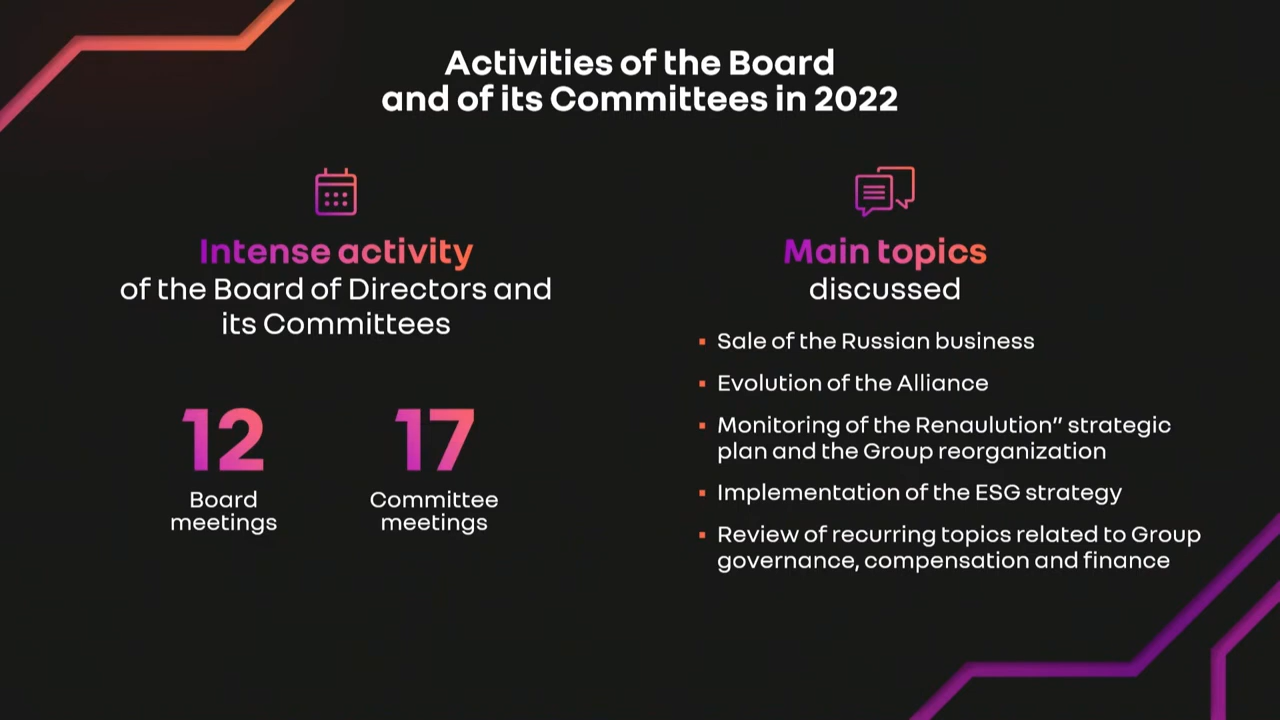 Activities of the Board
and of its Committees in 2022
Intense activity
of the Board of Directors and
its Committees
12
Board
meetings
17
Committee
meetings
Main topics
discussed
▪ Sale of the Russian business
▪ Evolution of the Alliance
▪ Monitoring of the Renaulution” strategic
plan and the Group reorganization
▪ Implementation of the ESG strategy
▪ Review of recurring topics related to Group
governance, compensation and finance